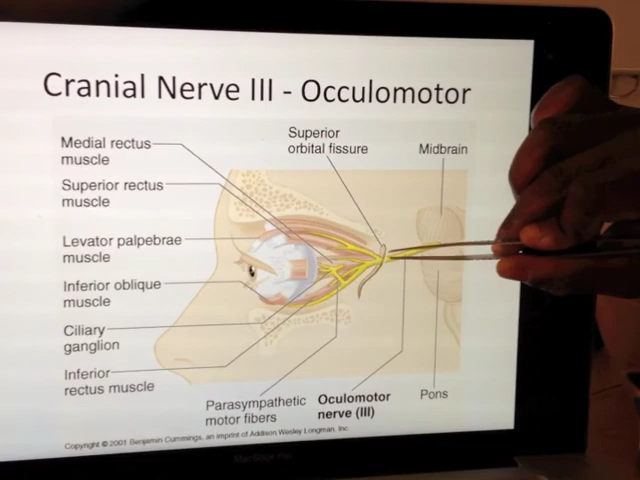 Cranial Nerve III - Occulomotor
Medial rectus
muscle
Superior
orbital fissure
Midbrain
Superior rectus
muscle
Levator palpebrae
muscle
Inferior oblique
muscle
Ciliary
ganglion
Inferior
rectus muscle
Parasympathetic
motor fibers
Oculomotor
nerve (III)
Pons
Copyright © 2001 Benjamin Cummings, an imprint of Addison Wesley Longman, Inc.
MacBook Pro